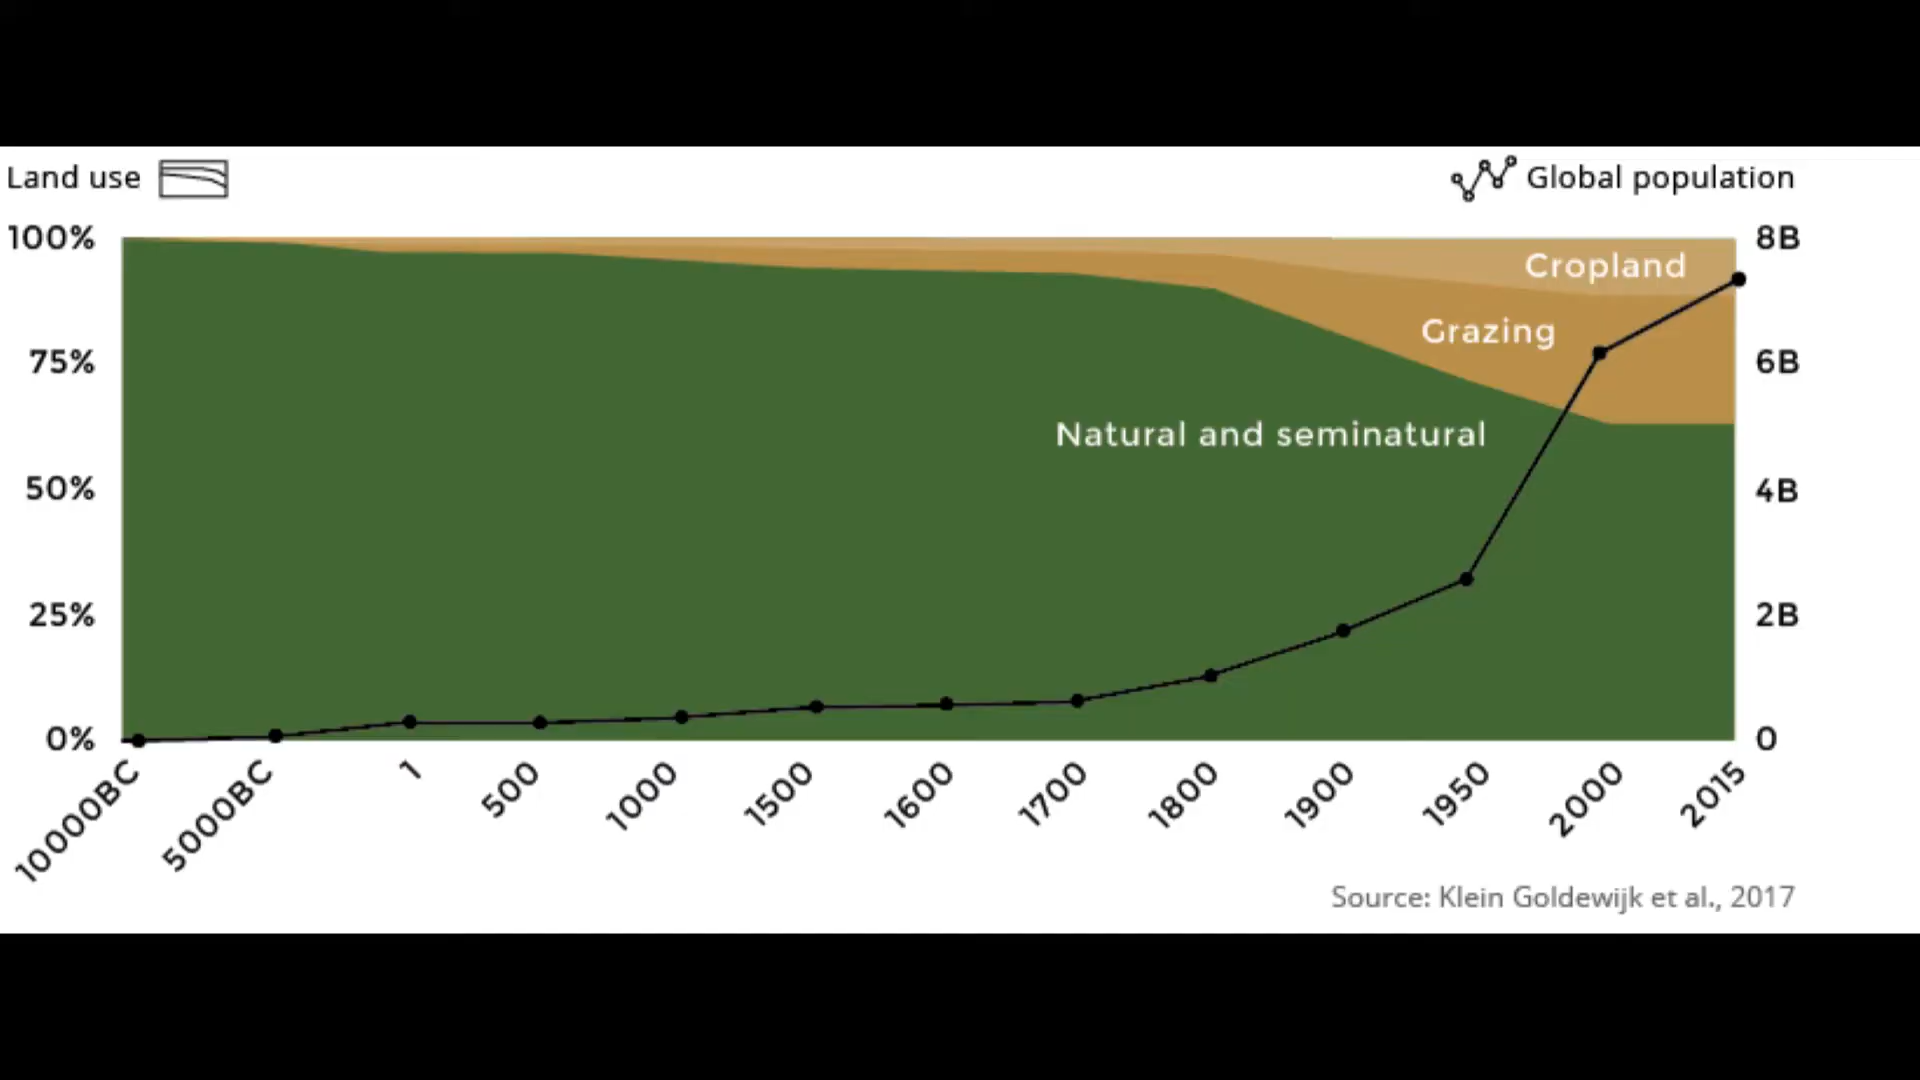 Land use
Global population
100%
8B
Cropland
Grazing
75%
6B
Natural and seminatural
50%
4B
25%
2B
0%
0
10000BC
5000BC
1
500
1000
1500
1600
1700
1800
1900
1950
2000
2015
Source: Klein Goldewijk et al., 2017